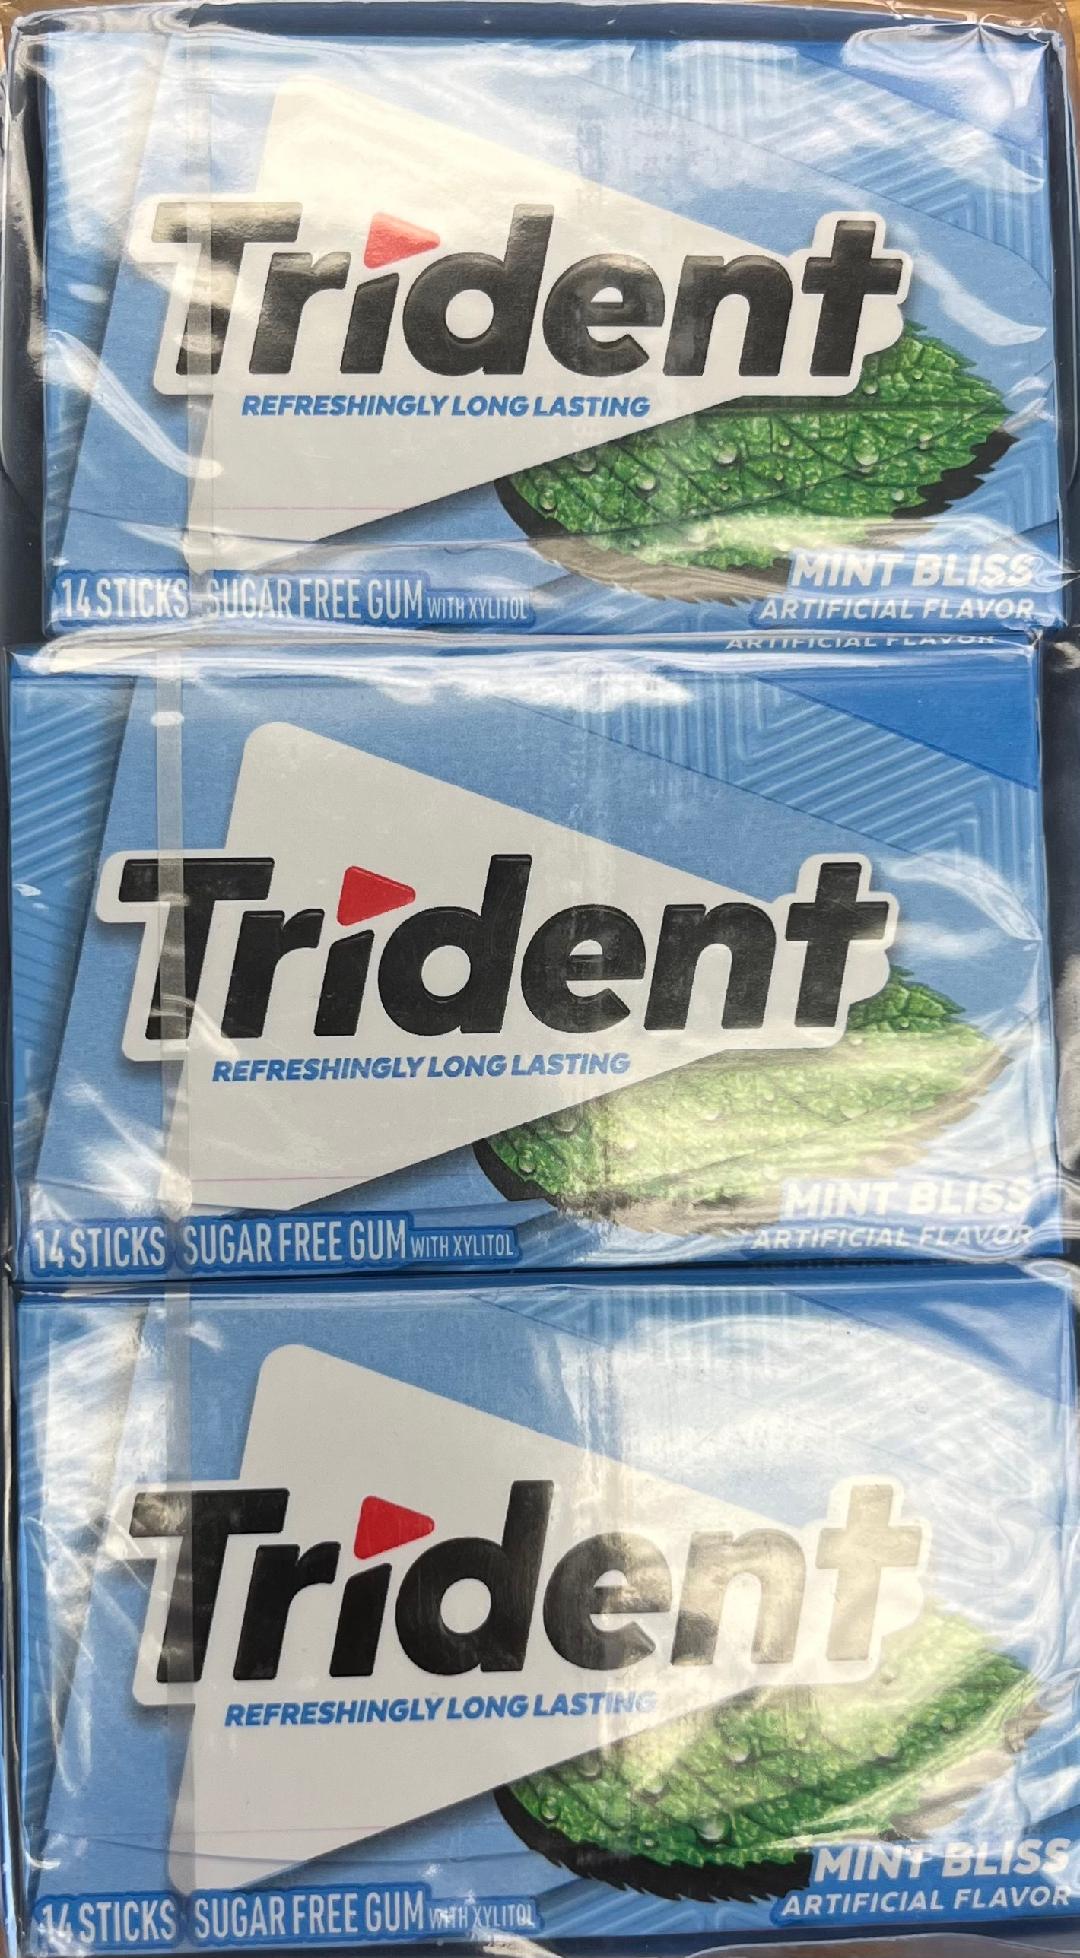 Trident
REFRESHINGLY LONG LASTING
MINT BLISS
14 STICKS SUGAR FREE GUM WITH XYLITOL
ARTIFICIAL FLAVOR
ARTIFICIAL FLAVOR
Trident
REFRESHINGLY LONG LASTING
MINT BLISS
14 STICKS SUGAR FREE GUM WITH XYLITOL
ARTIFICIAL FLAVOR
Trident
REFRESHINGLY LONG LASTING
MINT BLISS
ARTIFICIAL FLAVOR
14 STICKS SUGAR FREE GUM WITH XYLITOL